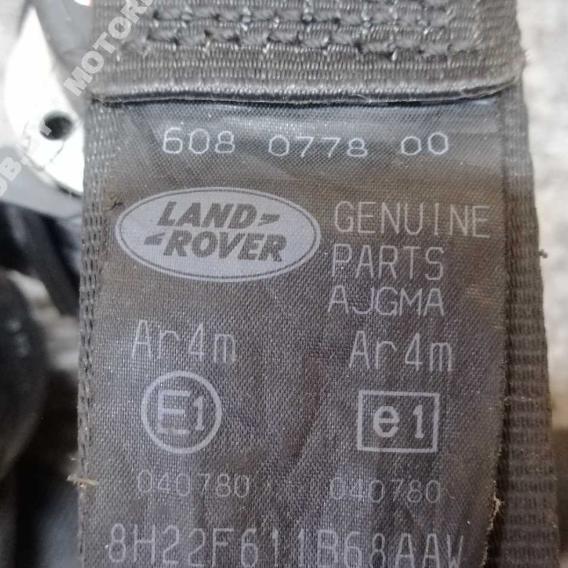 608 0778 00
LAND ROVER
GENUINE
PARTS
AJGMA
Ar4m Ar4m
E1 e1
040780 040780
8H22F611B68AAW